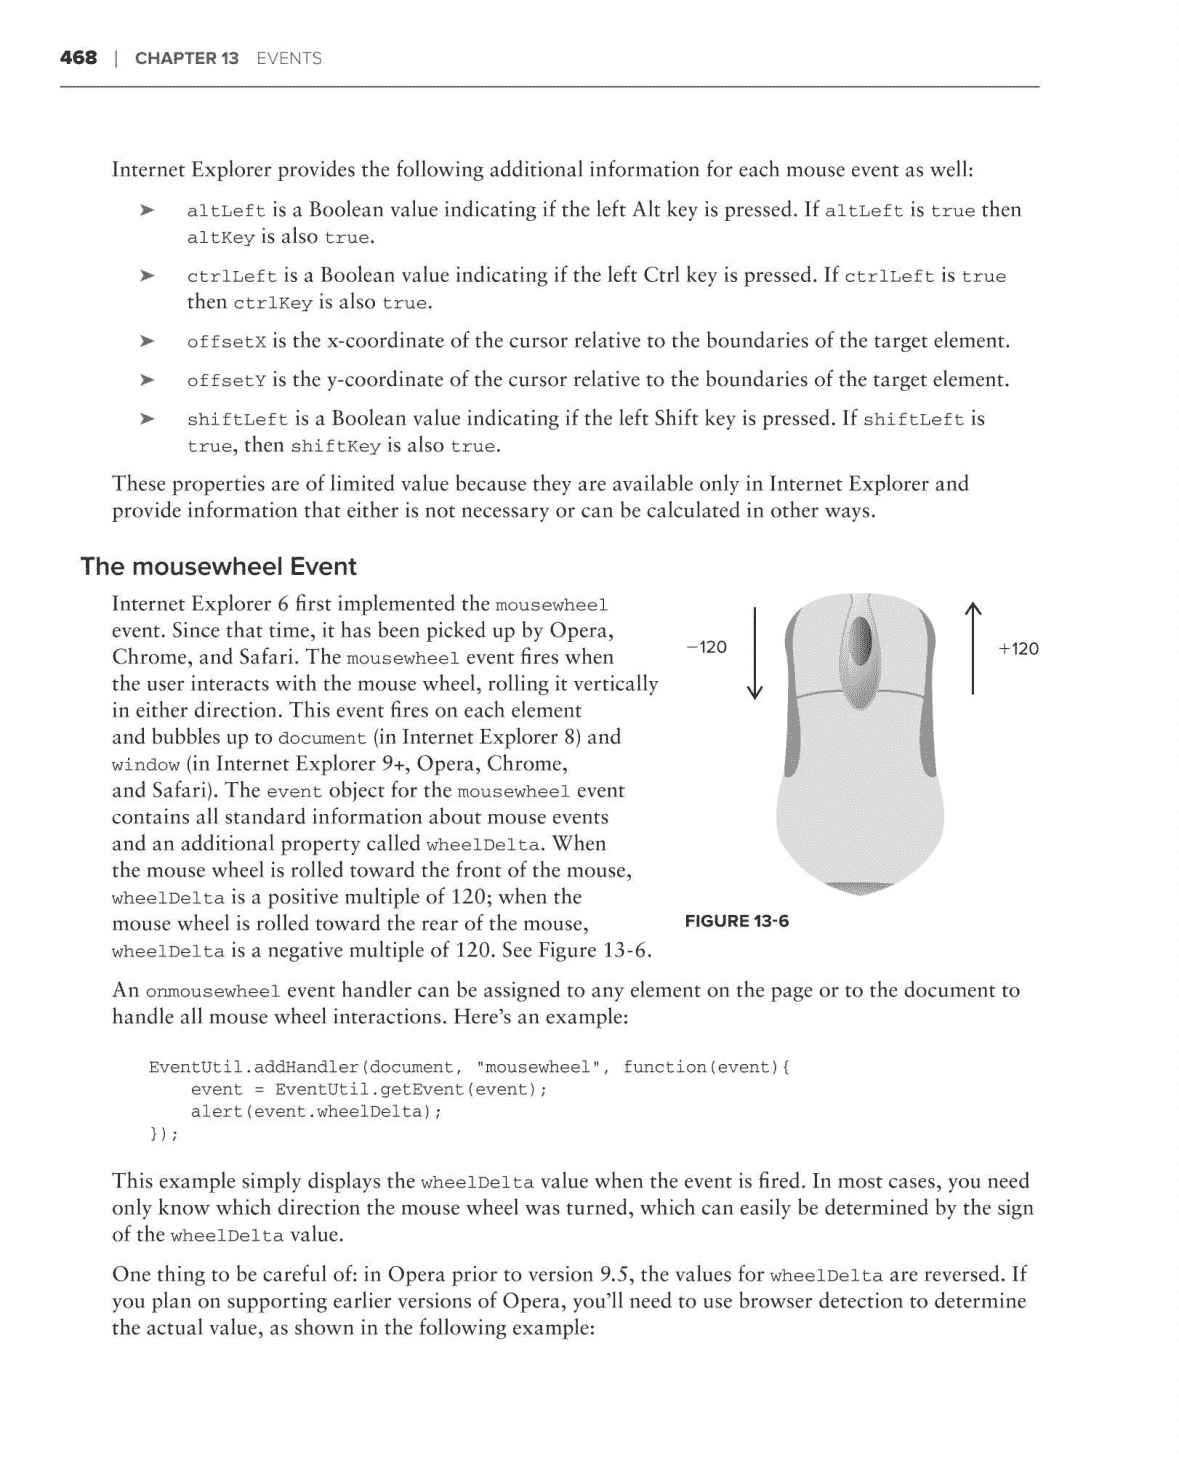 468 | CHAPTER 13 EVENTS
Internet Explorer provides the following additional information for each mouse event as well:
➤ altLeft is a Boolean value indicating if the left Alt key is pressed. If altLeft is true then
altKey is also true.
➤ ctrlLeft is a Boolean value indicating if the left Ctrl key is pressed. If ctrlLeft is true
then ctrlKey is also true.
➤ offsetX is the x-coordinate of the cursor relative to the boundaries of the target element.
➤ offsetY is the y-coordinate of the cursor relative to the boundaries of the target element.
➤ shiftLeft is a Boolean value indicating if the left Shift key is pressed. If shiftLeft is
true, then shiftKey is also true.
These properties are of limited value because they are available only in Internet Explorer and
provide information that either is not necessary or can be calculated in other ways.
The mousewheel Event
Internet Explorer 6 first implemented the mousewheel
event. Since that time, it has been picked up by Opera,
Chrome, and Safari. The mousewheel event fires when
the user interacts with the mouse wheel, rolling it vertically
in either direction. This event fires on each element
and bubbles up to document (in Internet Explorer 8) and
window (in Internet Explorer 9+, Opera, Chrome,
and Safari). The event object for the mousewheel event
contains all standard information about mouse events
and an additional property called wheelDelta. When
the mouse wheel is rolled toward the front of the mouse,
wheelDelta is a positive multiple of 120; when the
mouse wheel is rolled toward the rear of the mouse,
wheelDelta is a negative multiple of 120. See Figure 13-6.
−120
+120
FIGURE 13-6
An onmousewheel event handler can be assigned to any element on the page or to the document to
handle all mouse wheel interactions. Here's an example:
EventUtil.addHandler(document, "mousewheel", function(event){
event = EventUtil.getEvent(event);
alert(event.wheelDelta);
});
This example simply displays the wheelDelta value when the event is fired. In most cases, you need
only know which direction the mouse wheel was turned, which can easily be determined by the sign
of the wheelDelta value.
One thing to be careful of: in Opera prior to version 9.5, the values for wheelDelta are reversed. If
you plan on supporting earlier versions of Opera, you'll need to use browser detection to determine
the actual value, as shown in the following example: